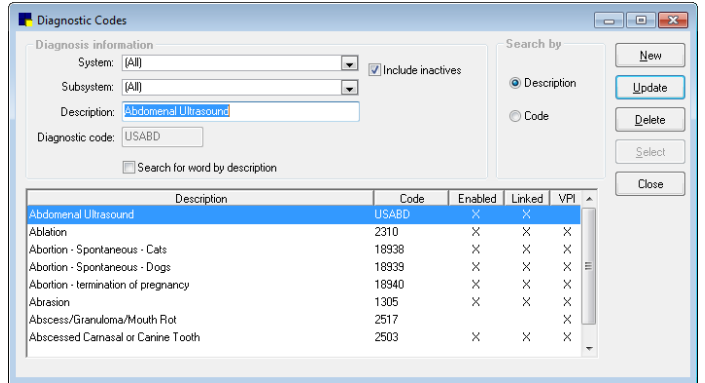 Diagnostic Codes
Diagnosis information
System: (All)
Include inactives
Subsystem: (All)
Description: Abdomenal Ultrasound
Diagnostic code: USABD
Search for word by description
Search by
Description
Code
New
Update
Delete
Select
Close
Description Code Enabled Linked VPI
Abdomenal Ultrasound USABD X X
Ablation 2310 X X X
Abortion - Spontaneous - Cats 18938 X X X
Abortion - Spontaneous - Dogs 18939 X X X
Abortion - termination of pregnancy 18940 X X X
Abrasion 1305 X X X
Abscess/Granuloma/Mouth Rot 2517 X
Abscessed Carnasal or Canine Tooth 2503 X X X